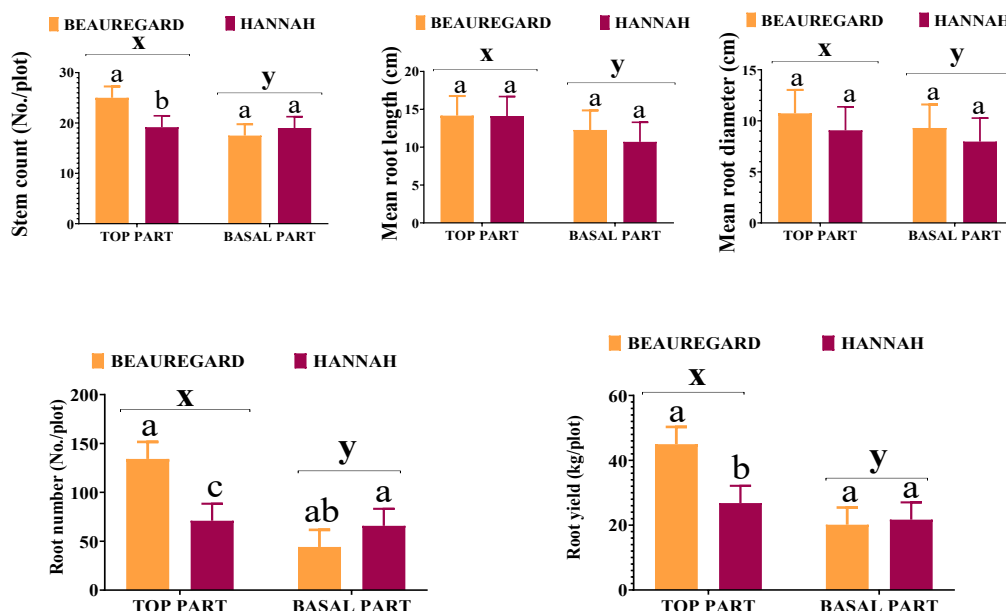 BEAUREGARD HANNAH
x
y
a
b
a
a
Stem count (No./plot)
30
20
10
0
TOP PART BASAL PART
BEAUREGARD HANNAH
x
y
a
a
a
a
Mean root length (cm)
20
15
10
5
0
TOP PART BASAL PART
BEAUREGARD HANNAH
x
y
a
a
a
a
Mean root diameter (cm)
15
10
5
0
TOP PART BASAL PART
BEAUREGARD HANNAH
x
y
a
c
ab
a
Root number (No./plot)
200
150
100
50
0
TOP PART BASAL PART
BEAUREGARD HANNAH
x
y
a
b
a
a
Root yield (kg/plot)
60
40
20
0
TOP PART BASAL PART